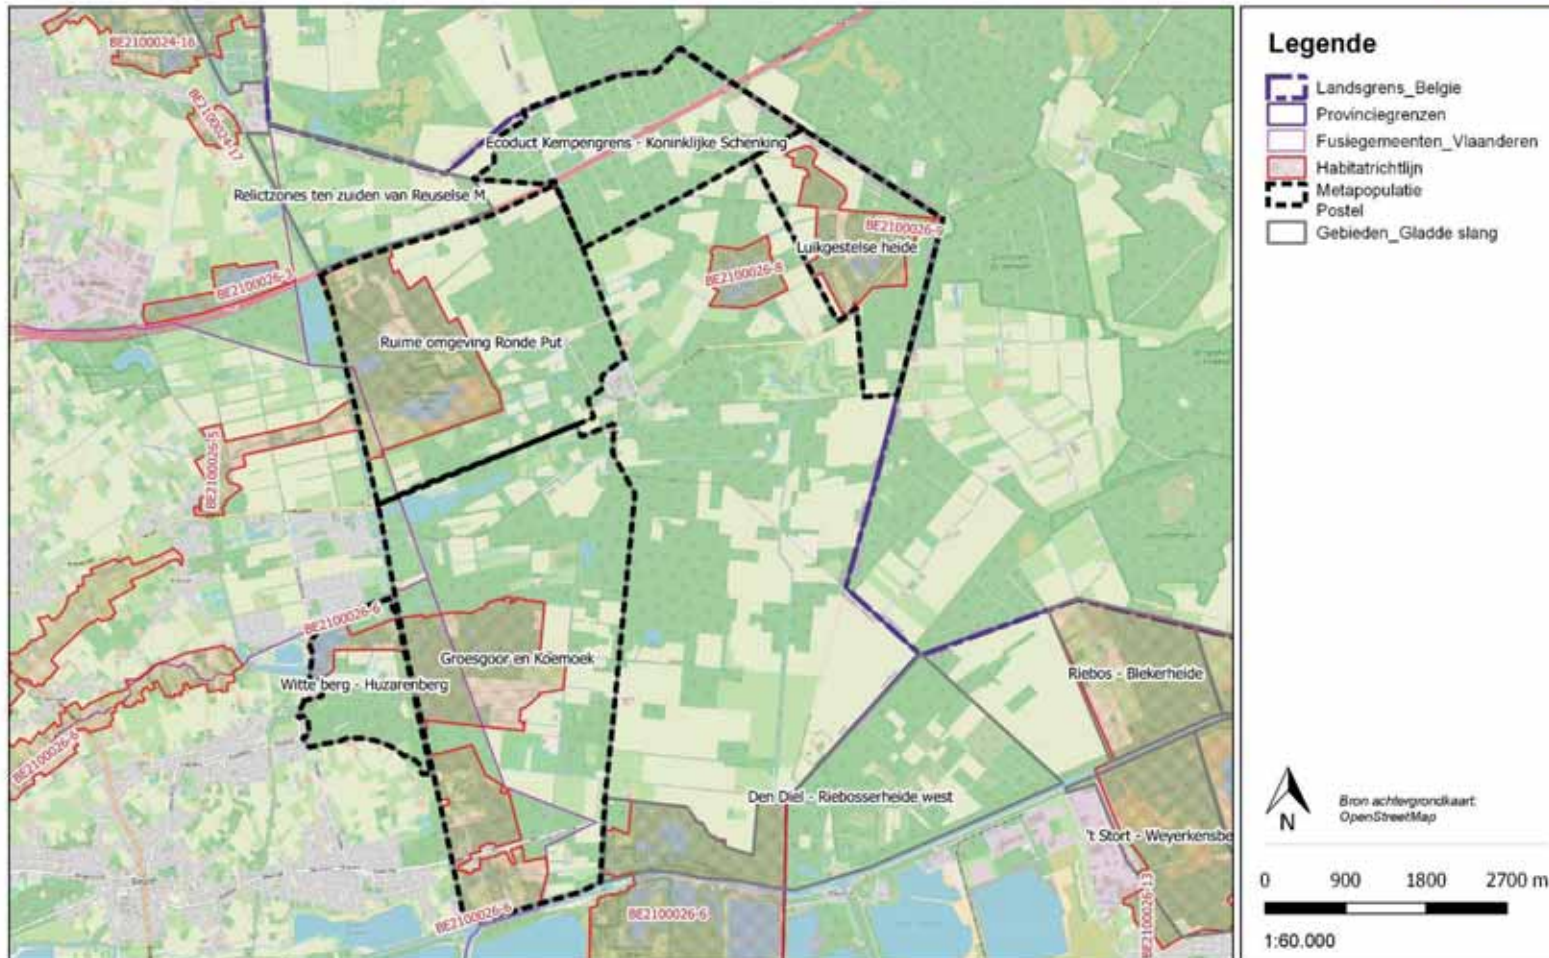 BE2100024-16
BE2100024-17
Ecoduct Kempengrens - Koninklijke Schenking
Relictzones ten zuiden van Reuselse M
BE2100026-9
Luikgestelse heide
BE2100026-8
BE2100026-3
Ruime omgeving Ronde Put
BE2100026-5
BE2100026-6
Groesgoor en Koemoek
Witte berg - Huzarenberg
BE2100026-6
Riebos - Blekerheide
Den Diel - Riebosserheide west
't Stort - Weyerkensbe
BE2100026-6
BE2100026-6
BE2100026-13
Legende
Landsgrens_Belgie
Provinciegrenzen
Fusiegemeenten_Vlaanderen
Habitatrichtlijn
Metapopulatie
Postel
Gebieden_Gladde slang
N
Bron achtergrondkaart:
OpenStreetMap
0 900 1800 2700 m
1:60.000